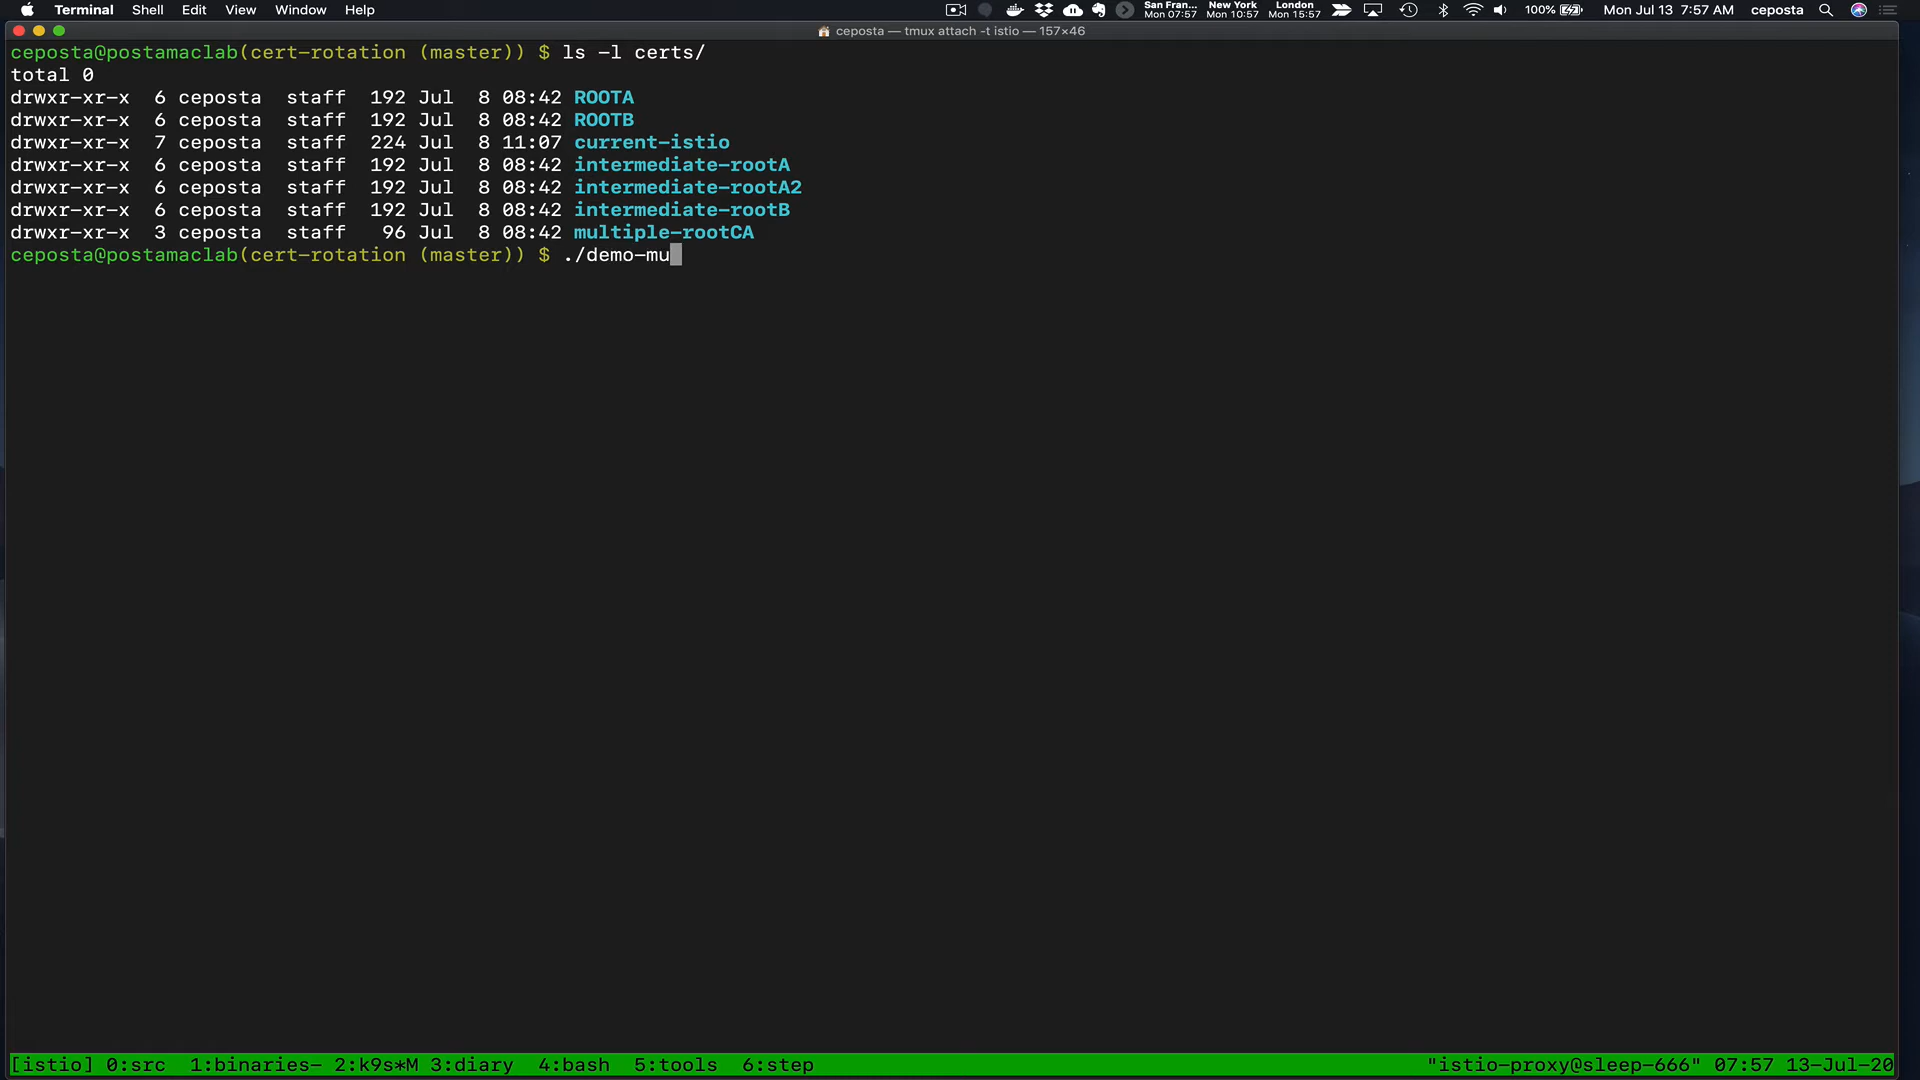 Terminal Shell Edit View Window Help San Fran... Mon 07:57 New York Mon 10:57 London Mon 15:57 100% Mon Jul 13 7:57 AM ceposta
ceposta — tmux attach -t istio — 157×46
ceposta@postamaclab(cert-rotation (master)) $ ls -l certs/
total 0
drwxr-xr-x  6 ceposta  staff  192 Jul  8 08:42 ROOTA
drwxr-xr-x  6 ceposta  staff  192 Jul  8 08:42 ROOTB
drwxr-xr-x  7 ceposta  staff  224 Jul  8 11:07 current-istio
drwxr-xr-x  6 ceposta  staff  192 Jul  8 08:42 intermediate-rootA
drwxr-xr-x  6 ceposta  staff  192 Jul  8 08:42 intermediate-rootA2
drwxr-xr-x  6 ceposta  staff  192 Jul  8 08:42 intermediate-rootB
drwxr-xr-x  3 ceposta  staff   96 Jul  8 08:42 multiple-rootCA
ceposta@postamaclab(cert-rotation (master)) $ ./demo-mu
[istio] 0:src  1:binaries- 2:k9s*M 3:diary  4:bash  5:tools  6:step "istio-proxy@sleep-666" 07:57 13-Jul-20